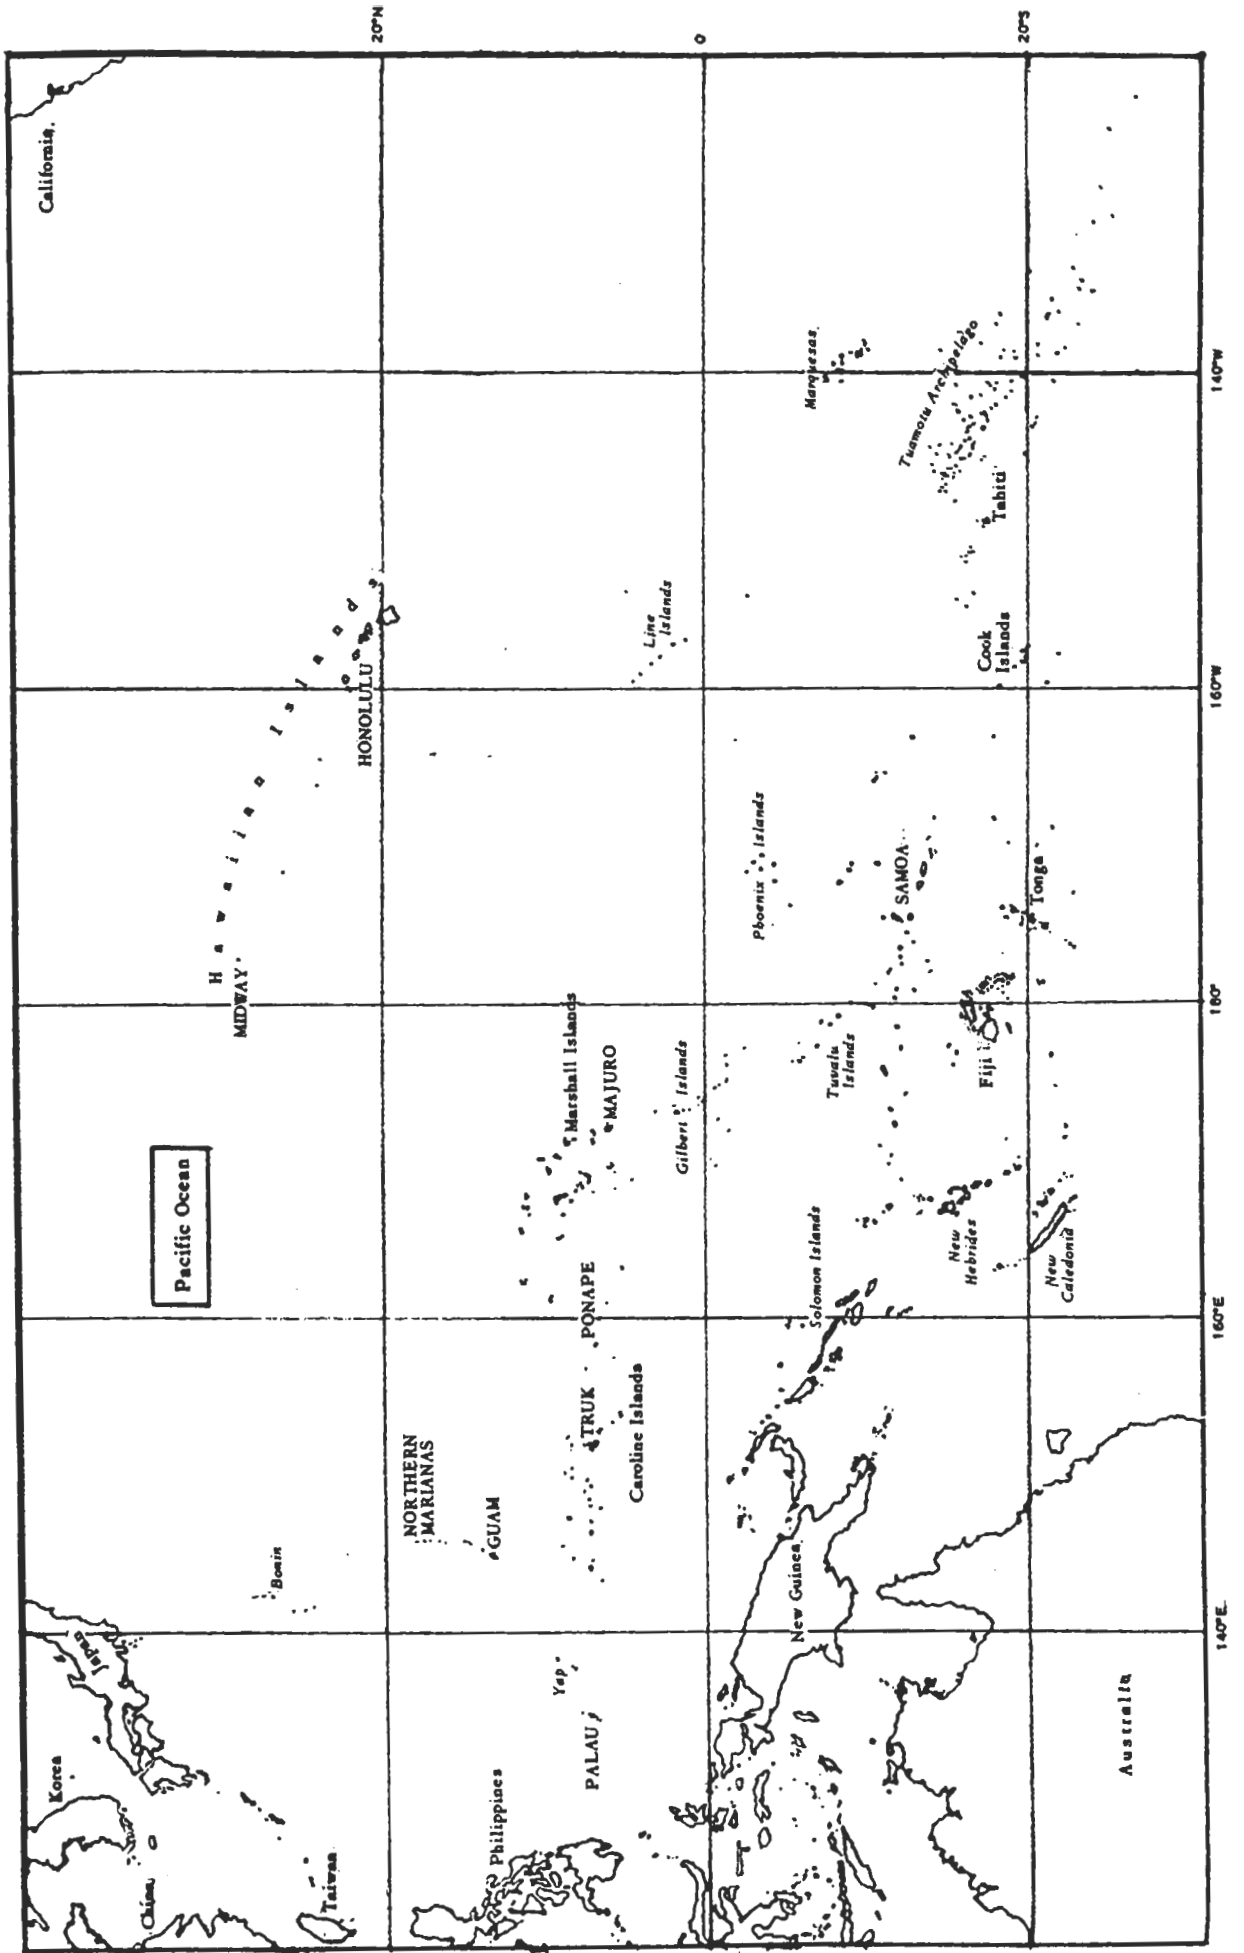 20°N
0
20°S
California.
Pacific Ocean
Hawaiian Islands
MIDWAY
HONOLULU
Line
Islands
Marquesas
Tuamotu Archipelago
Tahiti
Cook
Islands
Phoenix Islands
SAMOA
Tonga
Fiji
Tuvalu
Islands
Gilbert Islands
Marshall Islands
MAJURO
PONAPE
TRUK
Caroline Islands
Solomon Islands
New
Hebrides
New
Caledonia
NORTHERN
MARIANAS
GUAM
Bonin
Japan
Korea
China
Taiwan
Philippines
Yap
PALAU
New Guinea
Australia
140°E
160°E
180°
160°W
140°W